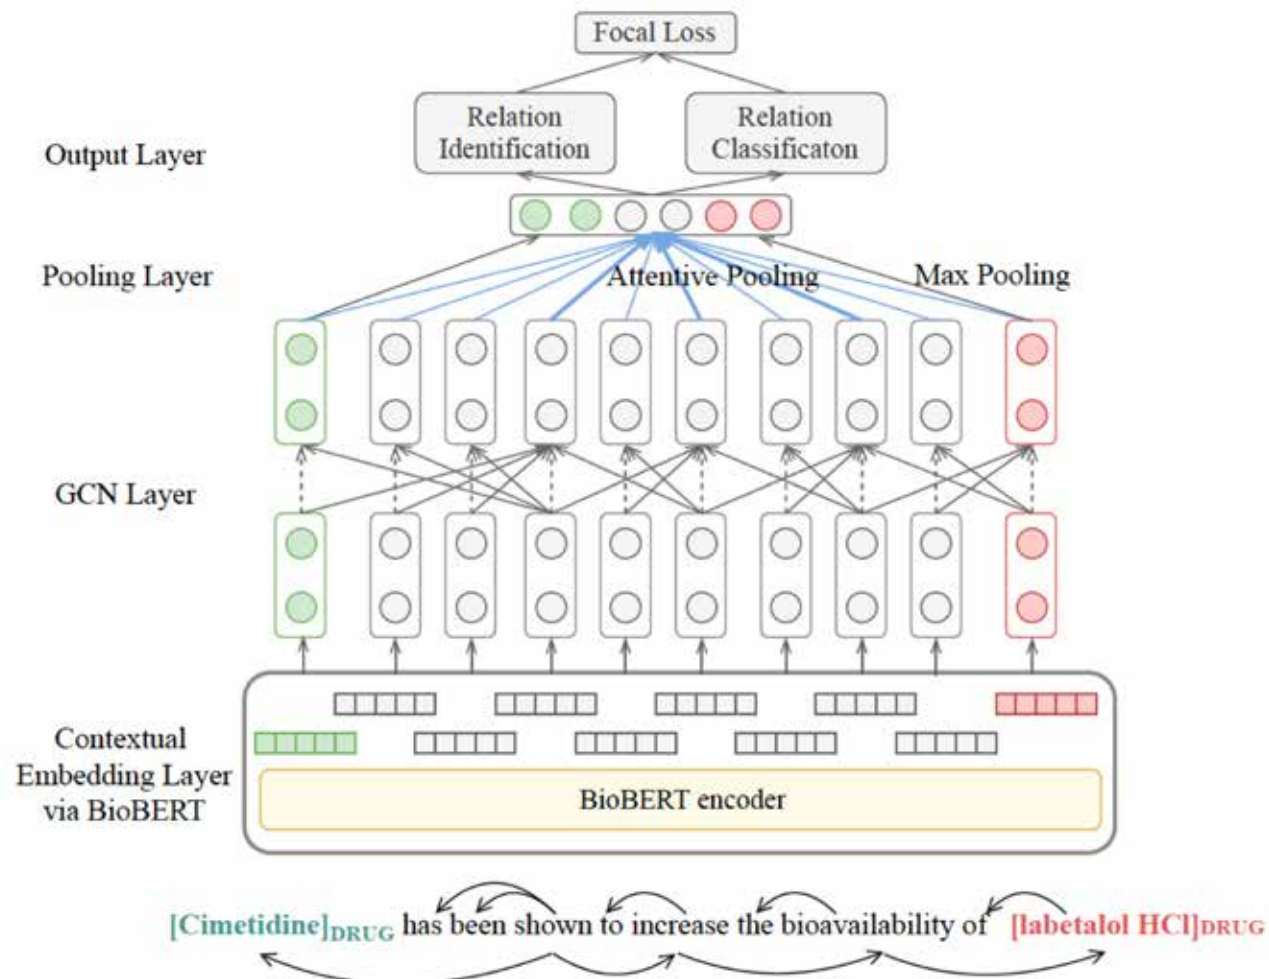 Focal Loss
Relation
Identification
Relation
Classificaton
Output Layer
Pooling Layer
Attentive Pooling
Max Pooling
GCN Layer
Contextual
Embedding Layer
via BioBERT
BioBERT encoder
[Cimetidine]DRUG has been shown to increase the bioavailability of [labetalol HCl]DRUG